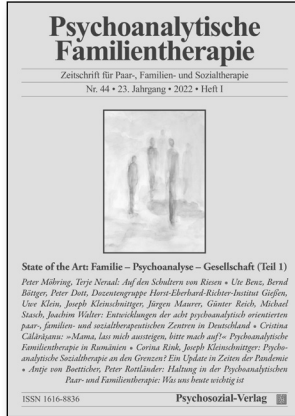 Psychoanalytische
Familientherapie
Zeitschrift für Paar-, Familien- und Sozialtherapie
Nr. 44 • 23. Jahrgang • 2022 • Heft I
State of the Art: Familie – Psychoanalyse – Gesellschaft (Teil 1)
Peter Möhring, Terje Neraal: Auf den Schultern von Riesen • Ute Benz, Bernd
Böttger, Peter Dott, Dozentengruppe Horst-Eberhard-Richter-Institut Gießen,
Uwe Klein, Joseph Kleinschnittger, Jürgen Maurer, Günter Reich, Michael
Stasch, Joachim Walter: Entwicklungen der acht psychoanalytisch orientierten
paar-, familien- und sozialtherapeutischen Zentren in Deutschland • Cristina
Călărășanu: »Mama, lass mich aussteigen, bitte mach auf!« Psychoanalytische
Familientherapie in Rumänien • Corina Rink, Joseph Kleinschnittger: Psycho-
analytische Sozialtherapie an den Grenzen? Ein Update in Zeiten der Pandemie
• Antje von Boetticher, Peter Rottländer: Haltung in der Psychoanalytischen
Paar- und Familientherapie: Was uns heute wichtig ist
ISSN 1616-8836
Psychosozial-Verlag